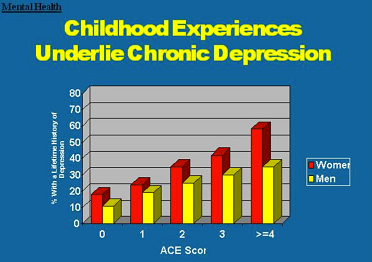 Mental Health
Childhood Experiences
Underlie Chronic Depression
% With a Lifetime History of
Depression
80
70
60
50
40
30
20
10
0
0 1 2 3 >=4
ACE Scor
Women
Men